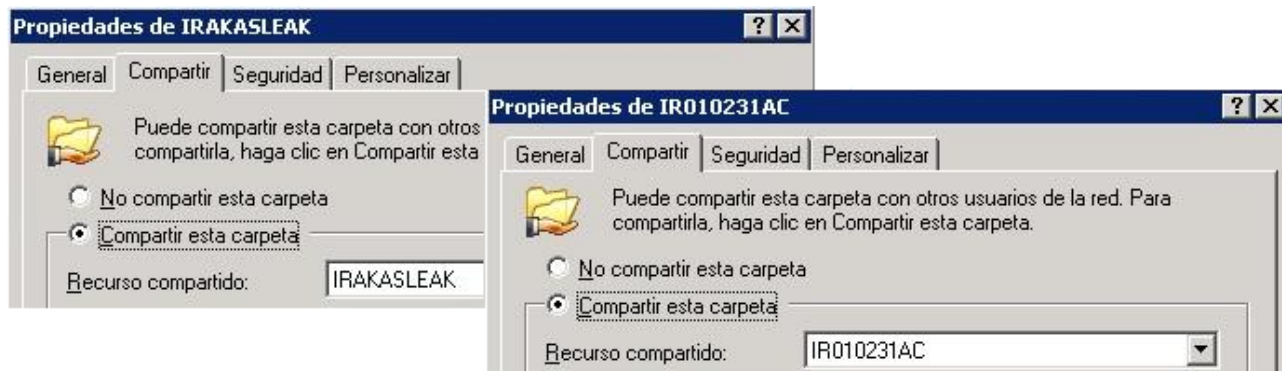 Propiedades de IRAKASLEAK
General Compartir Seguridad Personalizar
Puede compartir esta carpeta con otros
compartirla, haga clic en Compartir esta
No compartir esta carpeta
Compartir esta carpeta
Recurso compartido: IRAKASLEAK
Propiedades de IR010231AC
General Compartir Seguridad Personalizar
Puede compartir esta carpeta con otros usuarios de la red. Para
compartirla, haga clic en Compartir esta carpeta.
No compartir esta carpeta
Compartir esta carpeta
Recurso compartido: IR010231AC